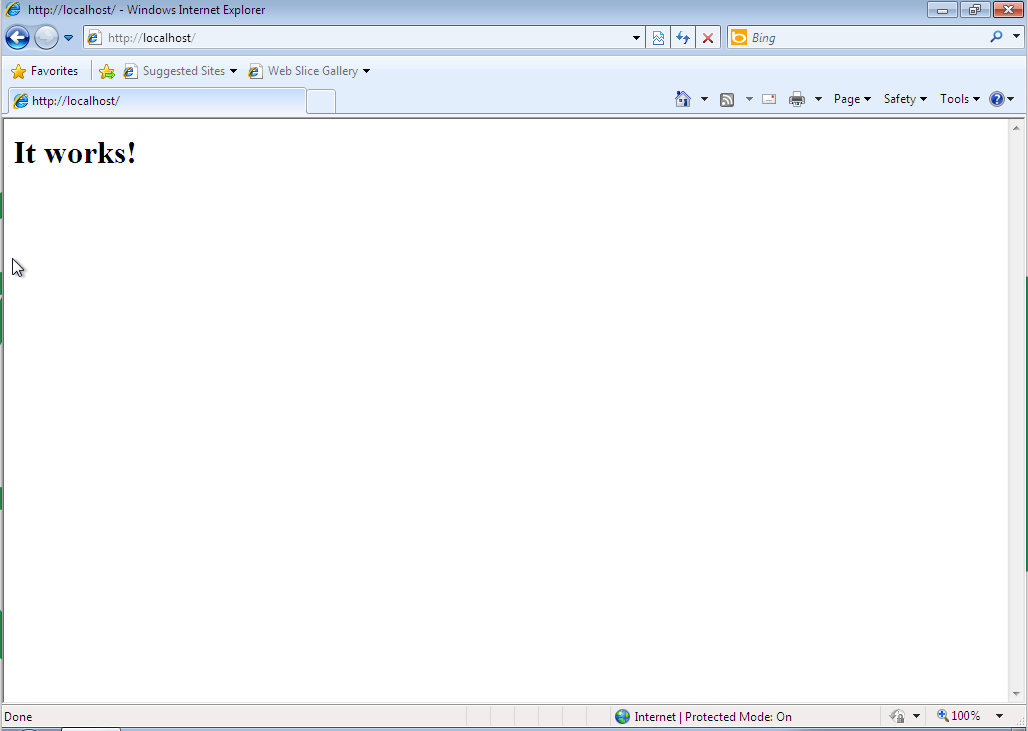 http://localhost/ - Windows Internet Explorer
http://localhost/
Bing
Favorites Suggested Sites Web Slice Gallery
http://localhost/
Page Safety Tools
It works!
Done Internet | Protected Mode: On 100%